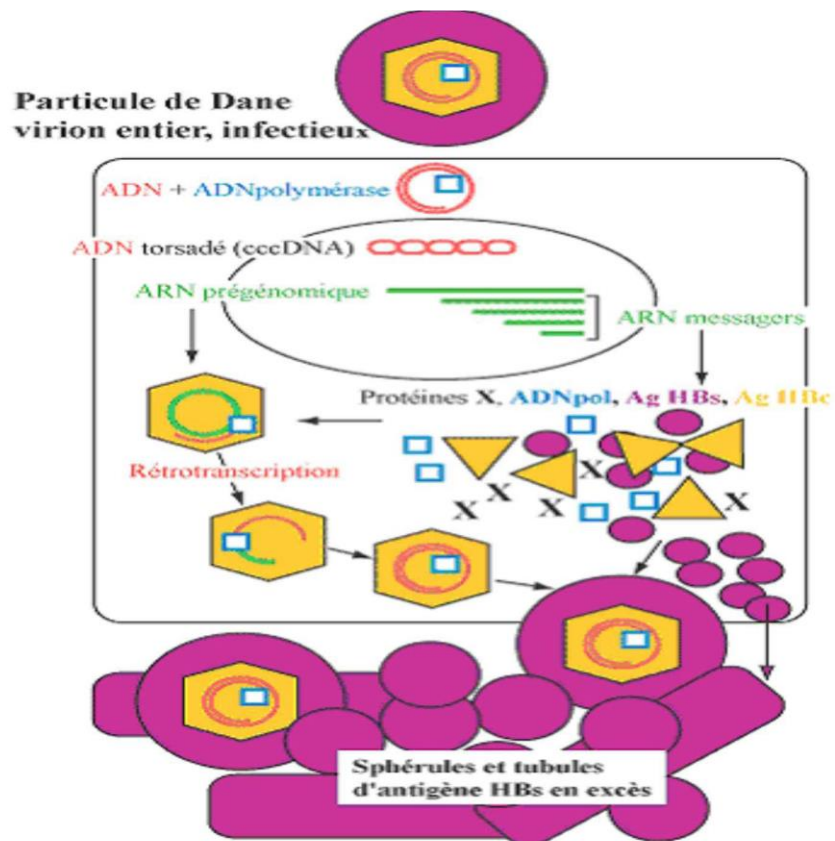 Particule de Dane
virion entier, infectieux
ADN + ADNpolymérase
ADN torsadé (cccDNA)
ARN prégénomique
ARN messagers
Protéines X, ADNpol, Ag HBs, Ag HBc
X
Rétrotranscription
X
X
X
X
Sphérules et tubules
d'antigène HBs en excès